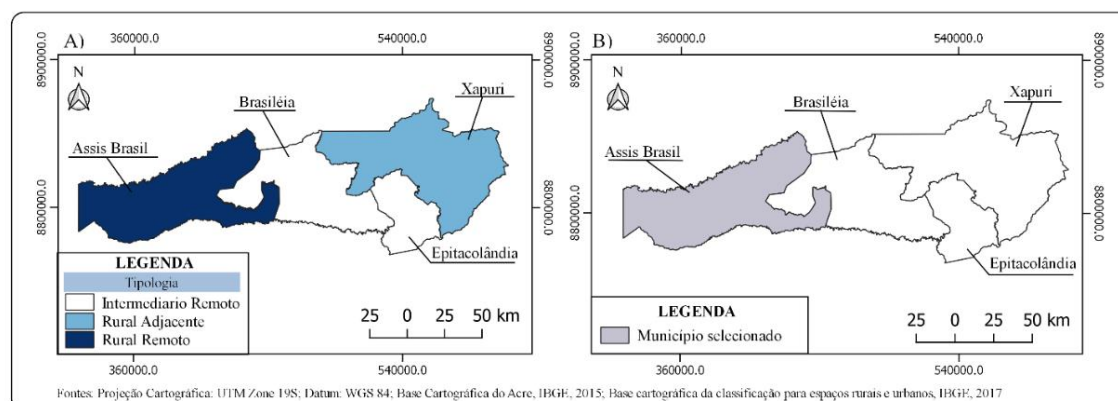 A)
360000.0
540000.0
8900000.0
N
Xapuri
Brasiléia
Assis Brasil
8800000.0
Epitacolândia
LEGENDA
Tipologia
Intermediario Remoto
Rural Adjacente
Rural Remoto
25 0 25 50 km
360000.0
540000.0
B)
360000.0
540000.0
8900000.0
8900000.0
N
Xapuri
Brasiléia
Assis Brasil
8800000.0
8800000.0
Epitacolândia
LEGENDA
Município selecionado
25 0 25 50 km
360000.0
540000.0
Fontes: Projeção Cartográfica: UTM Zone 19S; Datum: WGS 84; Base Cartográfica do Acre, IBGE, 2015; Base cartográfica da classificação para espaços rurais e urbanos, IBGE, 2017